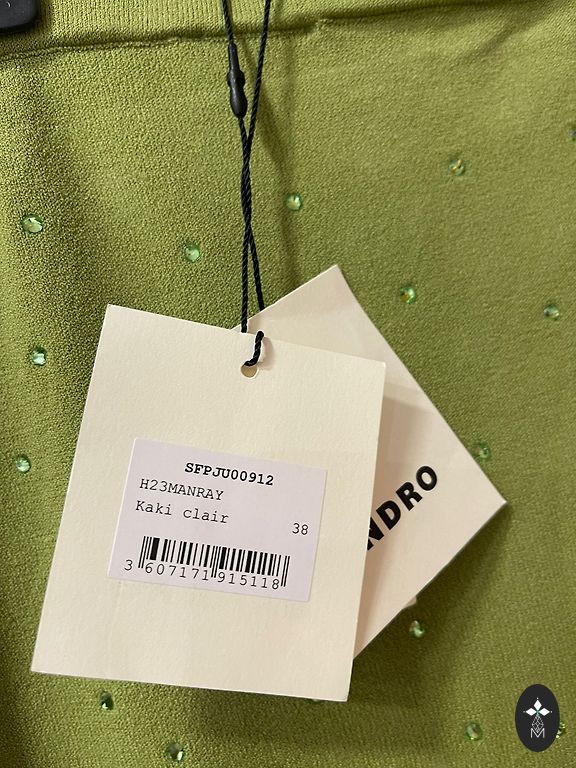 SFPJU00912
H23MANRAY
Kaki clair
38
3 607171 915118
NDRO
M